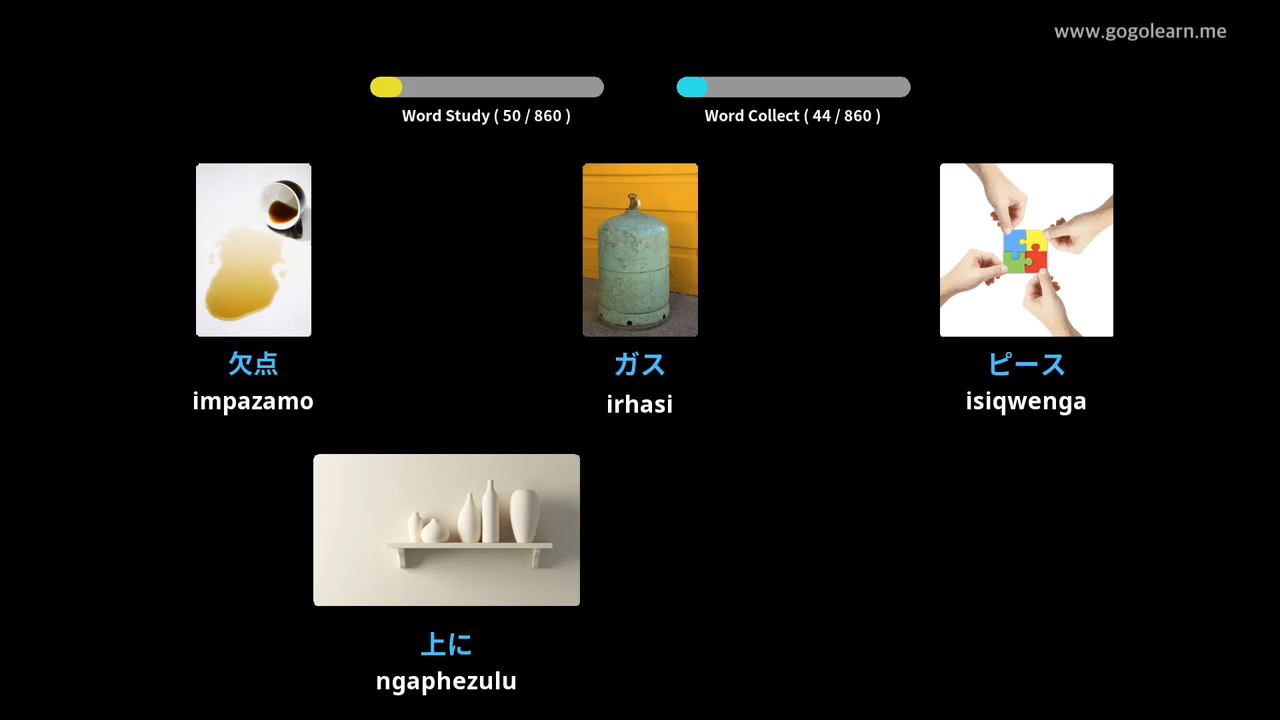 www.gogolearn.me
Word Study ( 50 / 860 )
Word Collect ( 44 / 860 )
欠点
impazamo
ガス
irhasi
ピース
isiqwenga
上に
ngaphezulu